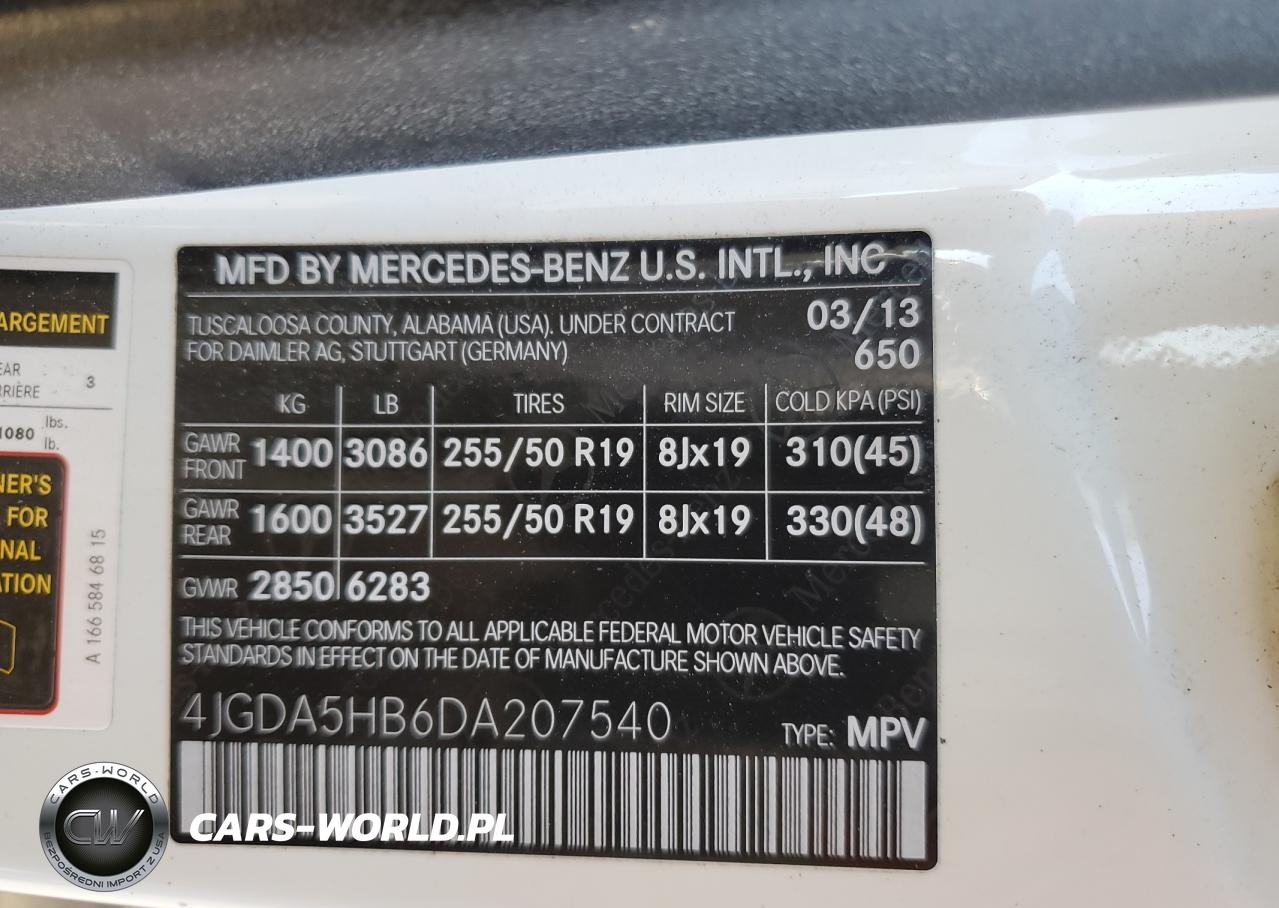 MFD BY MERCEDES-BENZ U.S. INTL., INC
TUSCALOOSA COUNTY, ALABAMA (USA). UNDER CONTRACT
FOR DAIMLER AG, STUTTGART (GERMANY)
03/13
650
KG LB TIRES RIM SIZE COLD KPA (PSI)
GAWR FRONT 1400 3086 255/50 R19 8Jx19 310(45)
GAWR REAR 1600 3527 255/50 R19 8Jx19 330(48)
GVWR 2850 6283
THIS VEHICLE CONFORMS TO ALL APPLICABLE FEDERAL MOTOR VEHICLE SAFETY
STANDARDS IN EFFECT ON THE DATE OF MANUFACTURE SHOWN ABOVE.
4JGDA5HB6DA207540
TYPE: MPV
ARGEMENT
EAR
RRIÈRE 3
1080 lbs.
lb.
NER'S
FOR
NAL
ATION
A 166 584 68 15
CARS-WORLD
CW
BEZPOŚREDNI IMPORT Z USA
CARS-WORLD.PL